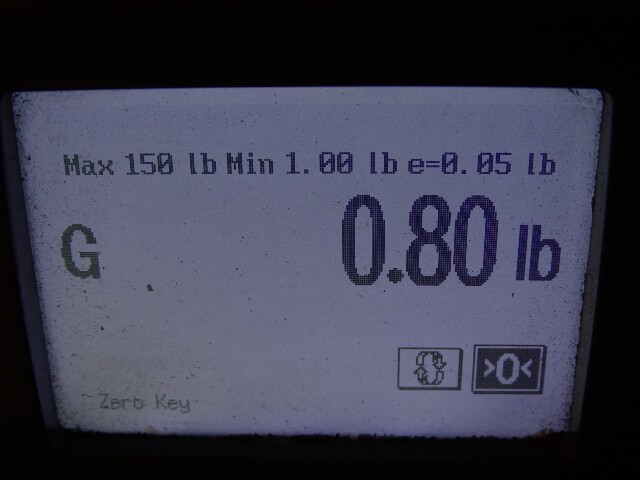 Max 150 lb Min 1.00 lb e=0.05 lb
G 0.80 lb
>0<
Zero Key